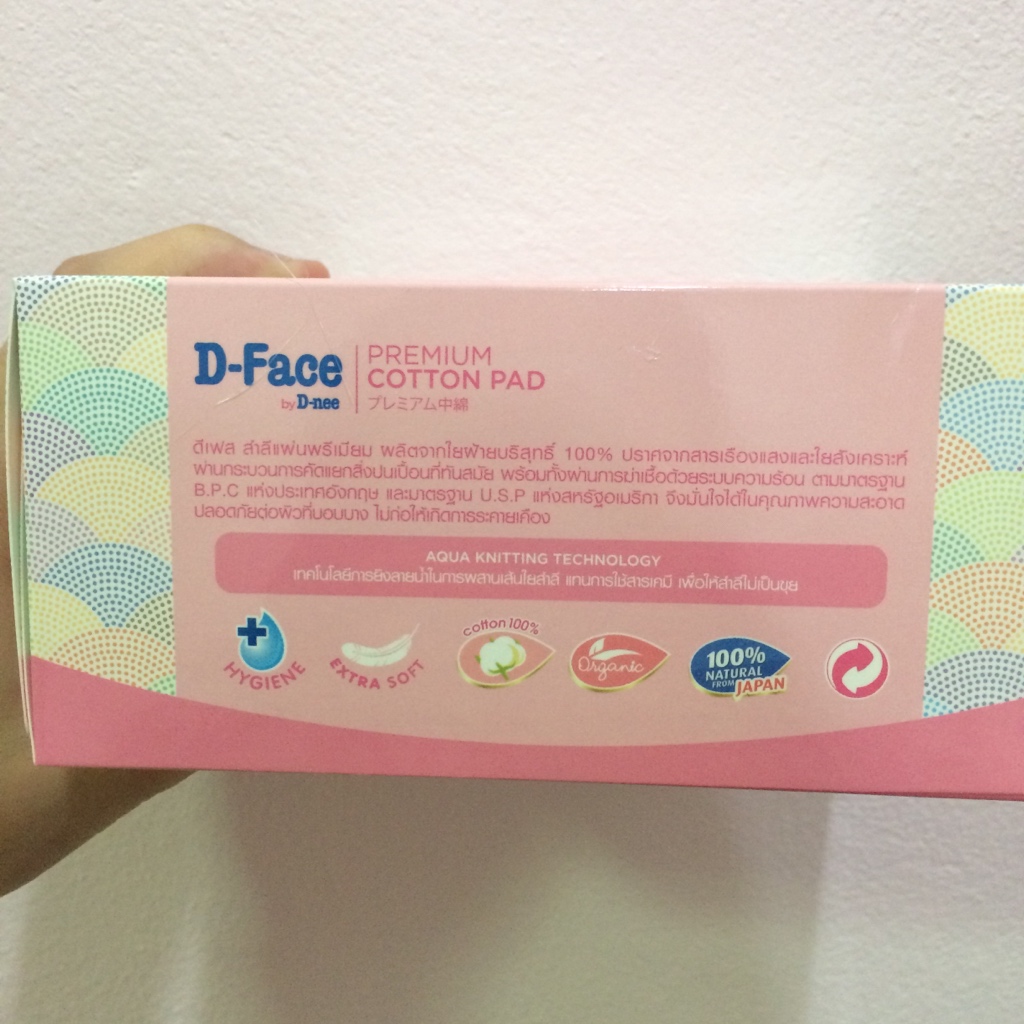 D-Face
by D-nee
PREMIUM
COTTON PAD
プレミアム中綿
ดีเฟส สำลีแผ่นพรีเมียม ผลิตจากใยฝ้ายบริสุทธิ์ 100% ปราศจากสารเรืองแสงและใยสังเคราะห์
ผ่านกระบวนการคัดแยกสิ่งปนเปื้อนที่ทันสมัย พร้อมทั้งผ่านการฆ่าเชื้อด้วยระบบความร้อน ตามมาตรฐาน
B.P.C แห่งประเทศอังกฤษ และมาตรฐาน U.S.P แห่งสหรัฐอเมริกา จึงมั่นใจได้ในคุณภาพความสะอาด
ปลอดภัยต่อผิวที่บอบบาง ไม่ก่อให้เกิดการระคายเคือง
AQUA KNITTING TECHNOLOGY
เทคโนโลยีการยิงสายน้ำในการผสานเส้นใยสำลี แทนการใช้สารเคมี เพื่อให้สำลีไม่เป็นขุย
HYGIENE
EXTRA SOFT
cotton 100%
Organic
100%
NATURAL
FROM JAPAN